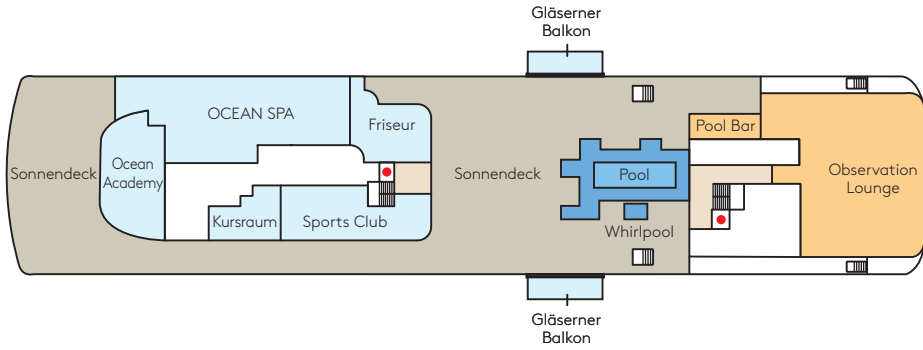 Gläserner
Balkon
OCEAN SPA
Friseur
Pool Bar
Sonnendeck
Ocean
Academy
Sonnendeck
Pool
Observation
Lounge
Kursraum
Sports Club
Whirlpool
Gläserner
Balkon